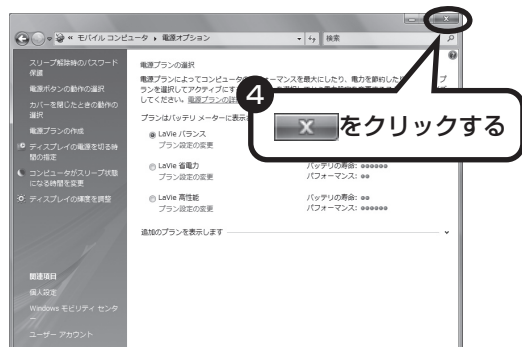 « モバイル コンピュータ ▸ 電源オプション
検索
スリープ解除時のパスワード
保護
電源ボタンの動作の選択
カバーを閉じたときの動作の
選択
電源プランの作成
ディスプレイの電源を切る時
間の指定
コンピュータがスリープ状態
になる時間を変更
ディスプレイの輝度を調整
関連項目
個人設定
Windows モビリティ センタ
ー
ユーザー アカウント
電源プランの選択
電源プランによってコンピュータの
ーマンスを最大にしたり、電力を節約した
プ
ランを選択してアクティブにす
してください。電源プランの詳
プランはバッテリ メーターに表示
LaVie バランス
プラン設定の変更
LaVie 省電力
バッテリの寿命:
プラン設定の変更
パフォーマンス:
LaVie 高性能
バッテリの寿命:
プラン設定の変更
パフォーマンス:
追加のプランを表示します
4
x をクリックする